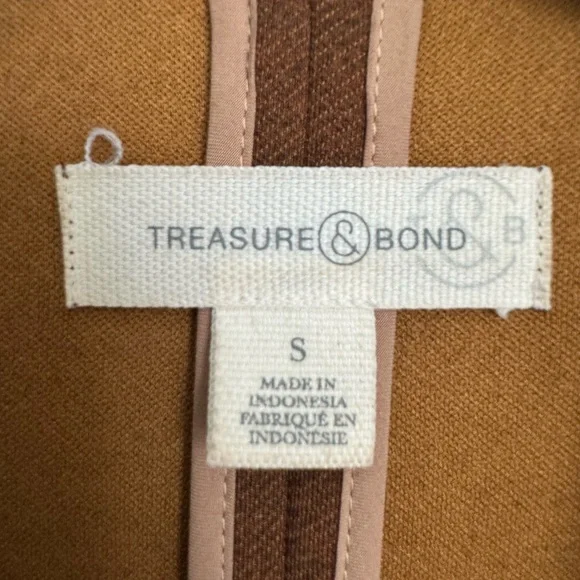 TREASURE & BOND
T & B
S
MADE IN
INDONESIA
FABRIQUÉ EN
INDONÉSIE